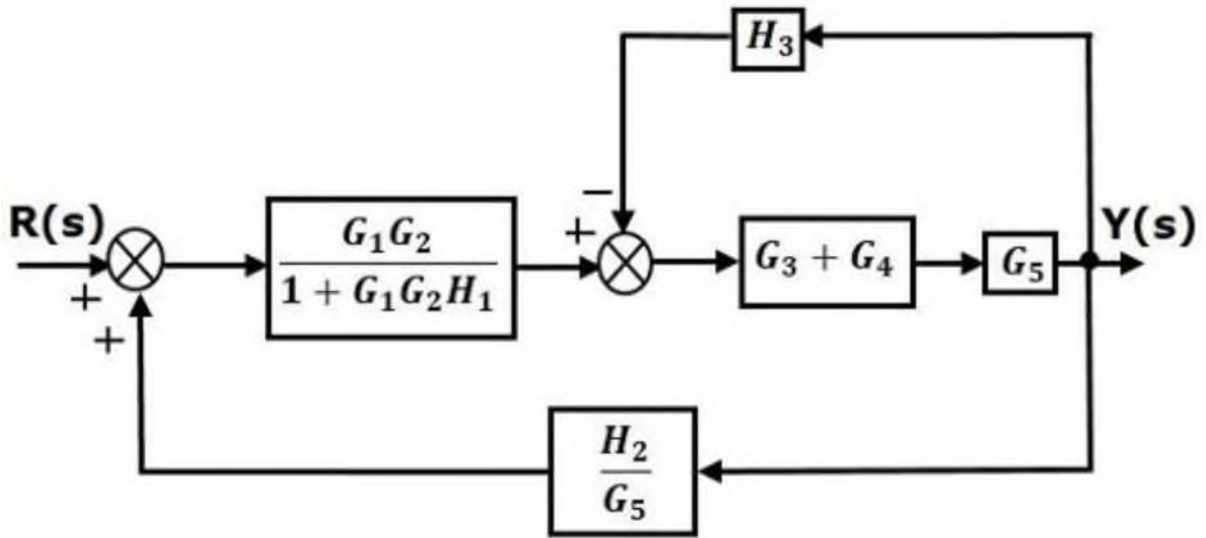 H₃
−
R(s)
+
G₁G₂
1 + G₁G₂H₁
G₃ + G₄
G₅
Y(s)
+
+
H₂
G₅